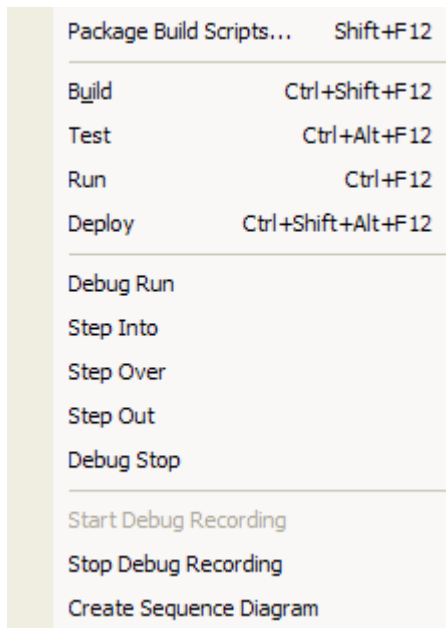 Package Build Scripts... Shift+F12
Build Ctrl+Shift+F12
Test Ctrl+Alt+F12
Run Ctrl+F12
Deploy Ctrl+Shift+Alt+F12
Debug Run
Step Into
Step Over
Step Out
Debug Stop
Start Debug Recording
Stop Debug Recording
Create Sequence Diagram